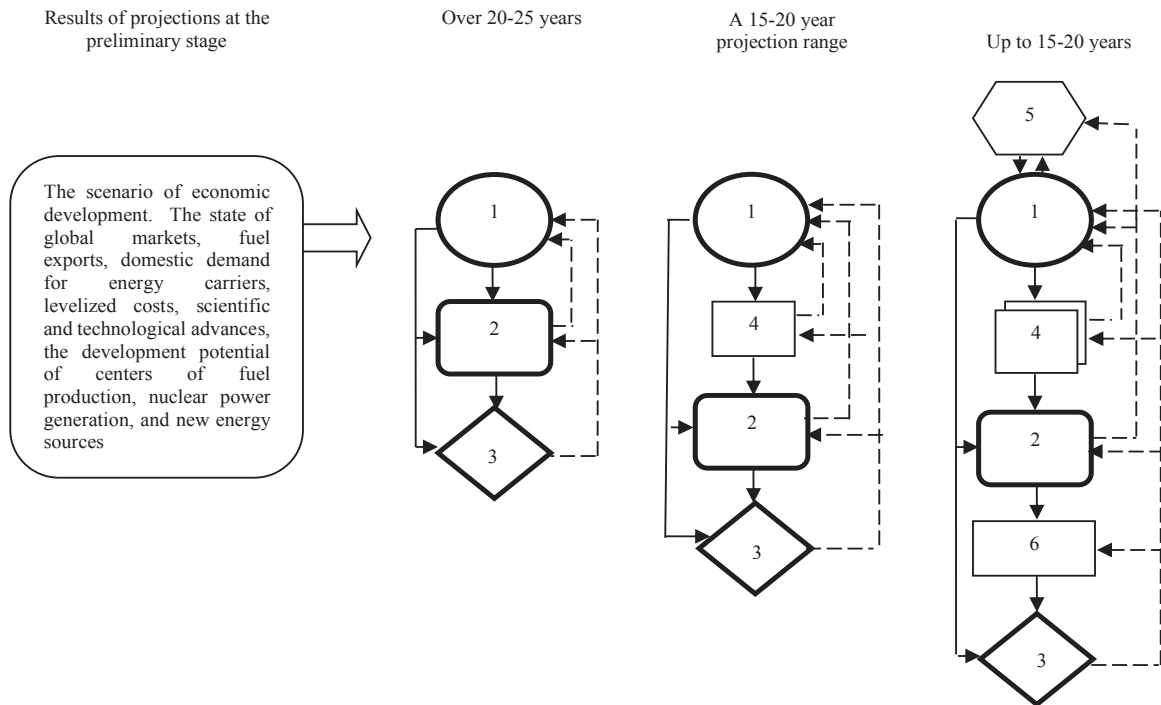 Results of projections at the
preliminary stage
Over 20-25 years
A 15-20 year
projection range
Up to 15-20 years
The scenario of economic
development. The state of
global markets, fuel
exports, domestic demand
for energy carriers,
levelized costs, scientific
and technological advances,
the development potential
of centers of fuel
production, nuclear power
generation, and new energy
sources
1
2
3
1
4
2
3
5
1
4
2
6
3